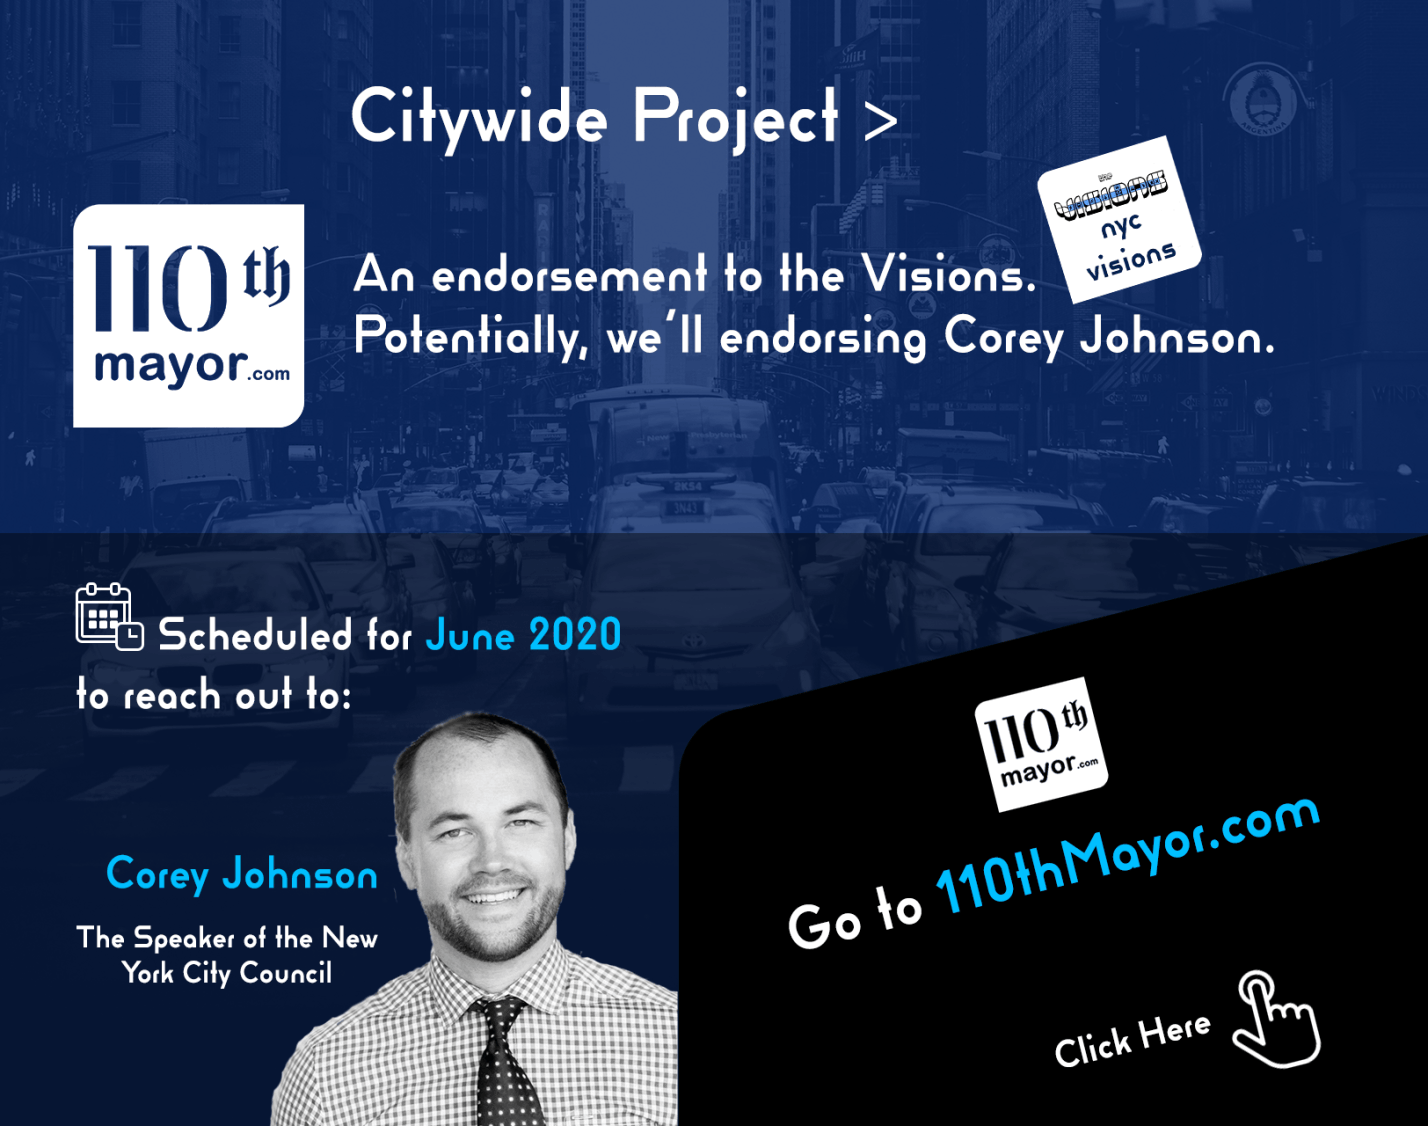 Citywide Project >
VISIONS
nyc
visions
110th
mayor.com
An endorsement to the Visions.
Potentially, we'll endorsing Corey Johnson.
ARGENTINA
Scheduled for June 2020
to reach out to:
Corey Johnson
The Speaker of the New
York City Council
110th
mayor.com
Go to 110thMayor.com
Click Here